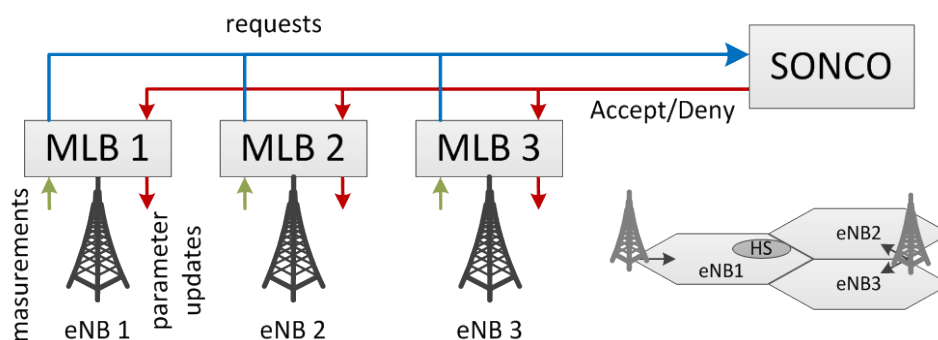 requests
SONCO
Accept/Deny
MLB 1
MLB 2
MLB 3
masurements
parameter
updates
eNB 1
eNB 2
eNB 3
HS
eNB1
eNB2
eNB3